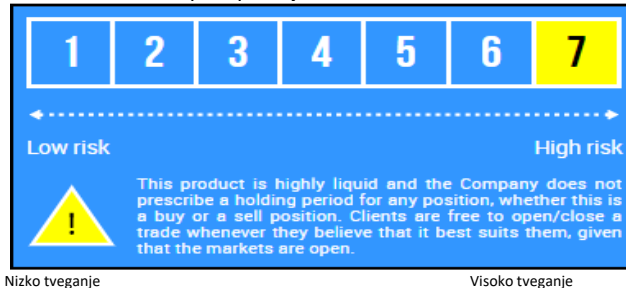 1 2 3 4 5 6 7
Low risk High risk
!
This product is highly liquid and the Company does not
prescribe a holding period for any position, whether this is
a buy or a sell position. Clients are free to open/close a
trade whenever they believe that it best suits them, given
that the markets are open.
Nizko tveganje Visoko tveganje